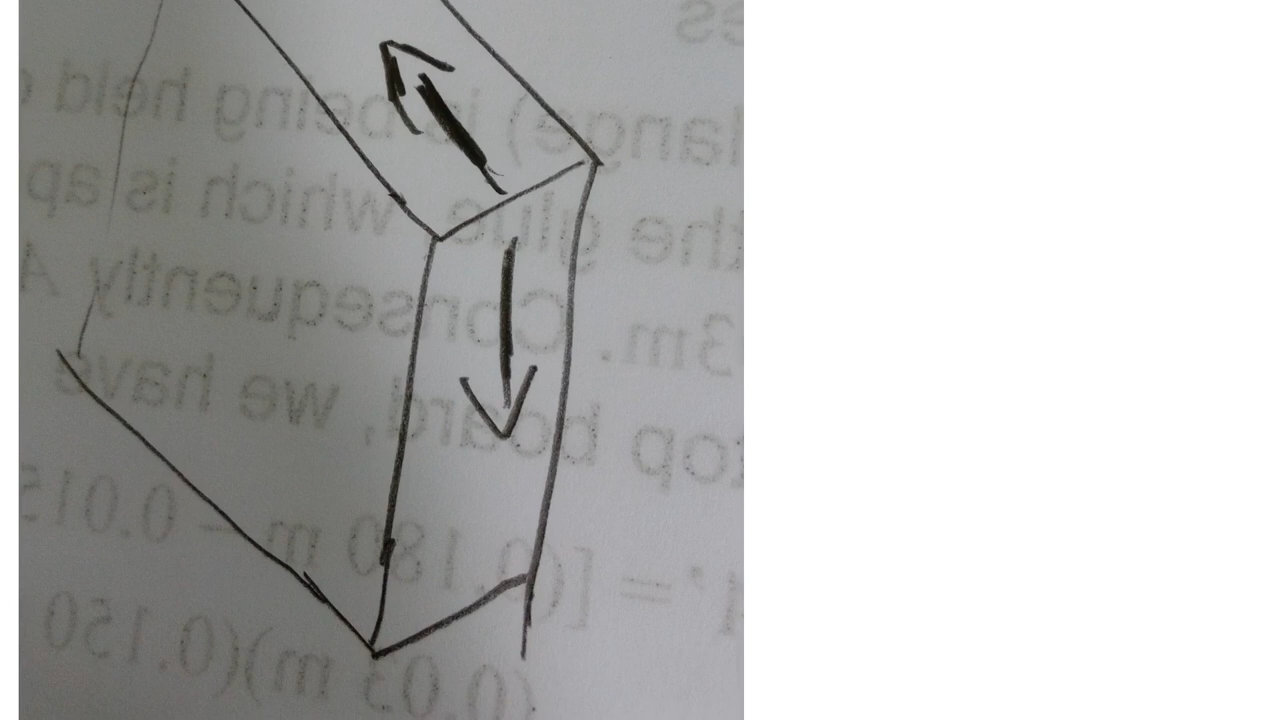 es
lange) is being held
the glue, which is ap
3m. Consequently A
top board, we have
= [(0.180 m – 0.015
(0.03 m)(0.150